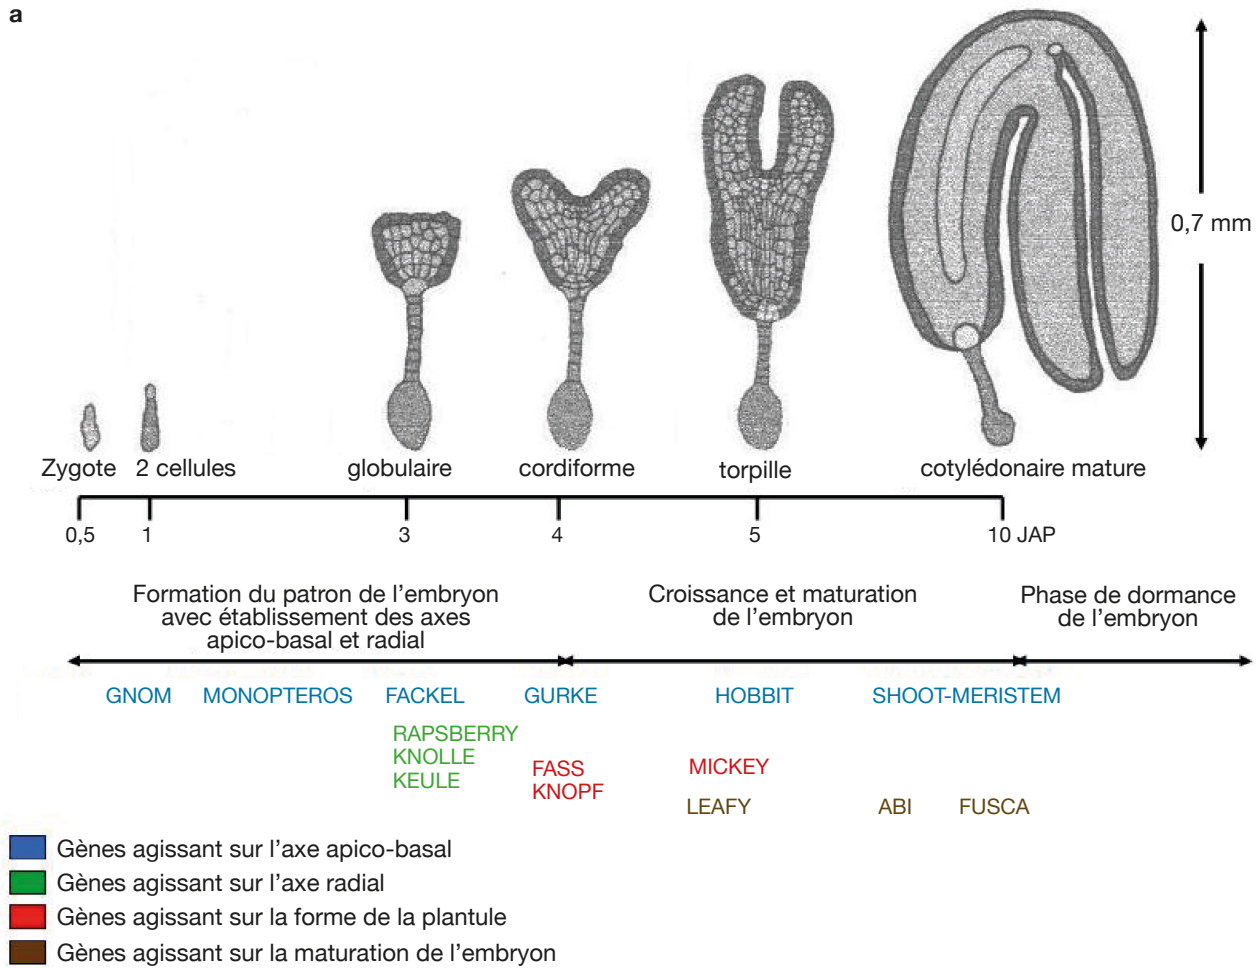 a
0,7 mm
Zygote
2 cellules
globulaire
cordiforme
torpille
cotylédonaire mature
0,5
1
3
4
5
10 JAP
Formation du patron de l'embryon
avec établissement des axes
apico-basal et radial
Croissance et maturation
de l'embryon
Phase de dormance
de l'embryon
GNOM
MONOPTEROS
FACKEL
GURKE
HOBBIT
SHOOT-MERISTEM
RAPSBERRY
KNOLLE
KEULE
FASS
KNOPF
MICKEY
LEAFY
ABI
FUSCA
Gènes agissant sur l'axe apico-basal
Gènes agissant sur l'axe radial
Gènes agissant sur la forme de la plantule
Gènes agissant sur la maturation de l'embryon